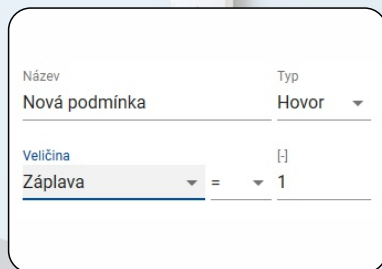 Název Typ
Nová podmínka Hovor
Veličina [-]
Záplava = 1